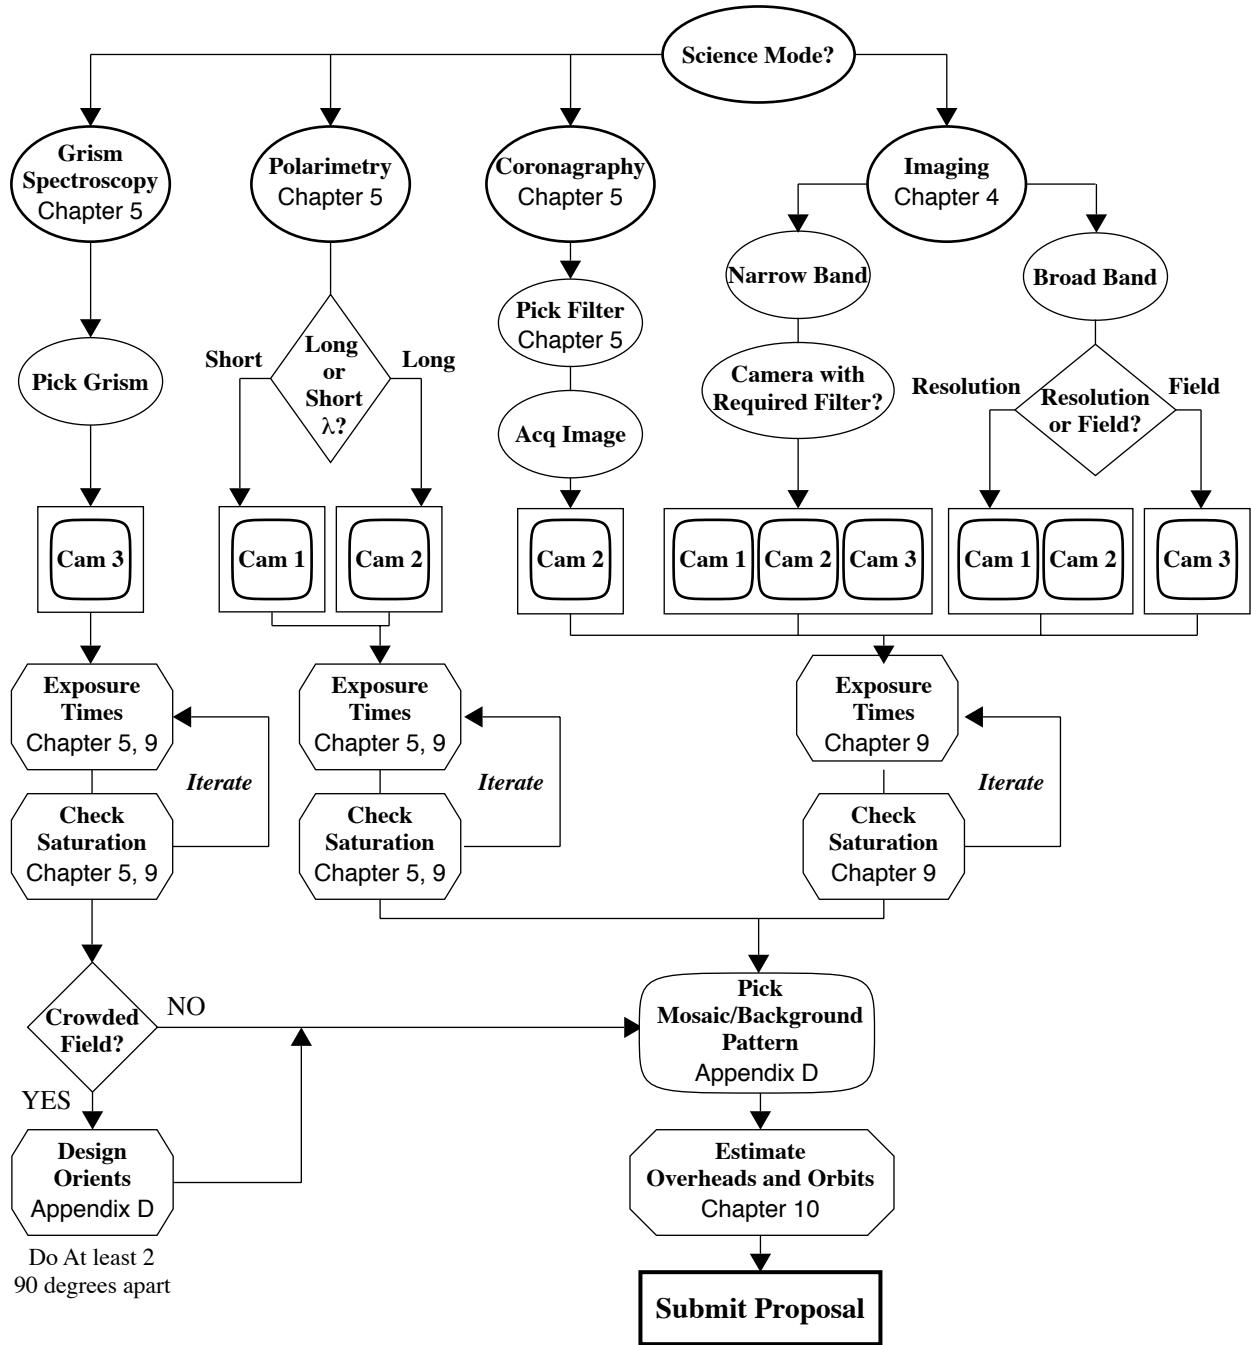 Science Mode?
Grism
Spectroscopy
Chapter 5
Polarimetry
Chapter 5
Coronagraphy
Chapter 5
Imaging
Chapter 4
Narrow Band
Broad Band
Pick Filter
Chapter 5
Pick Grism
Short
Long
or
Short
λ?
Long
Camera with
Required Filter?
Resolution
Resolution
or Field?
Field
Acq Image
Cam 3
Cam 1
Cam 2
Cam 2
Cam 1
Cam 2
Cam 3
Cam 1
Cam 2
Cam 3
Exposure
Times
Chapter 5, 9
Iterate
Check
Saturation
Chapter 5, 9
Exposure
Times
Chapter 5, 9
Iterate
Check
Saturation
Chapter 5, 9
Exposure
Times
Chapter 9
Iterate
Check
Saturation
Chapter 9
Crowded
Field?
NO
YES
Pick
Mosaic/Background
Pattern
Appendix D
Design
Orients
Appendix D
Do At least 2
90 degrees apart
Estimate
Overheads and Orbits
Chapter 10
Submit Proposal